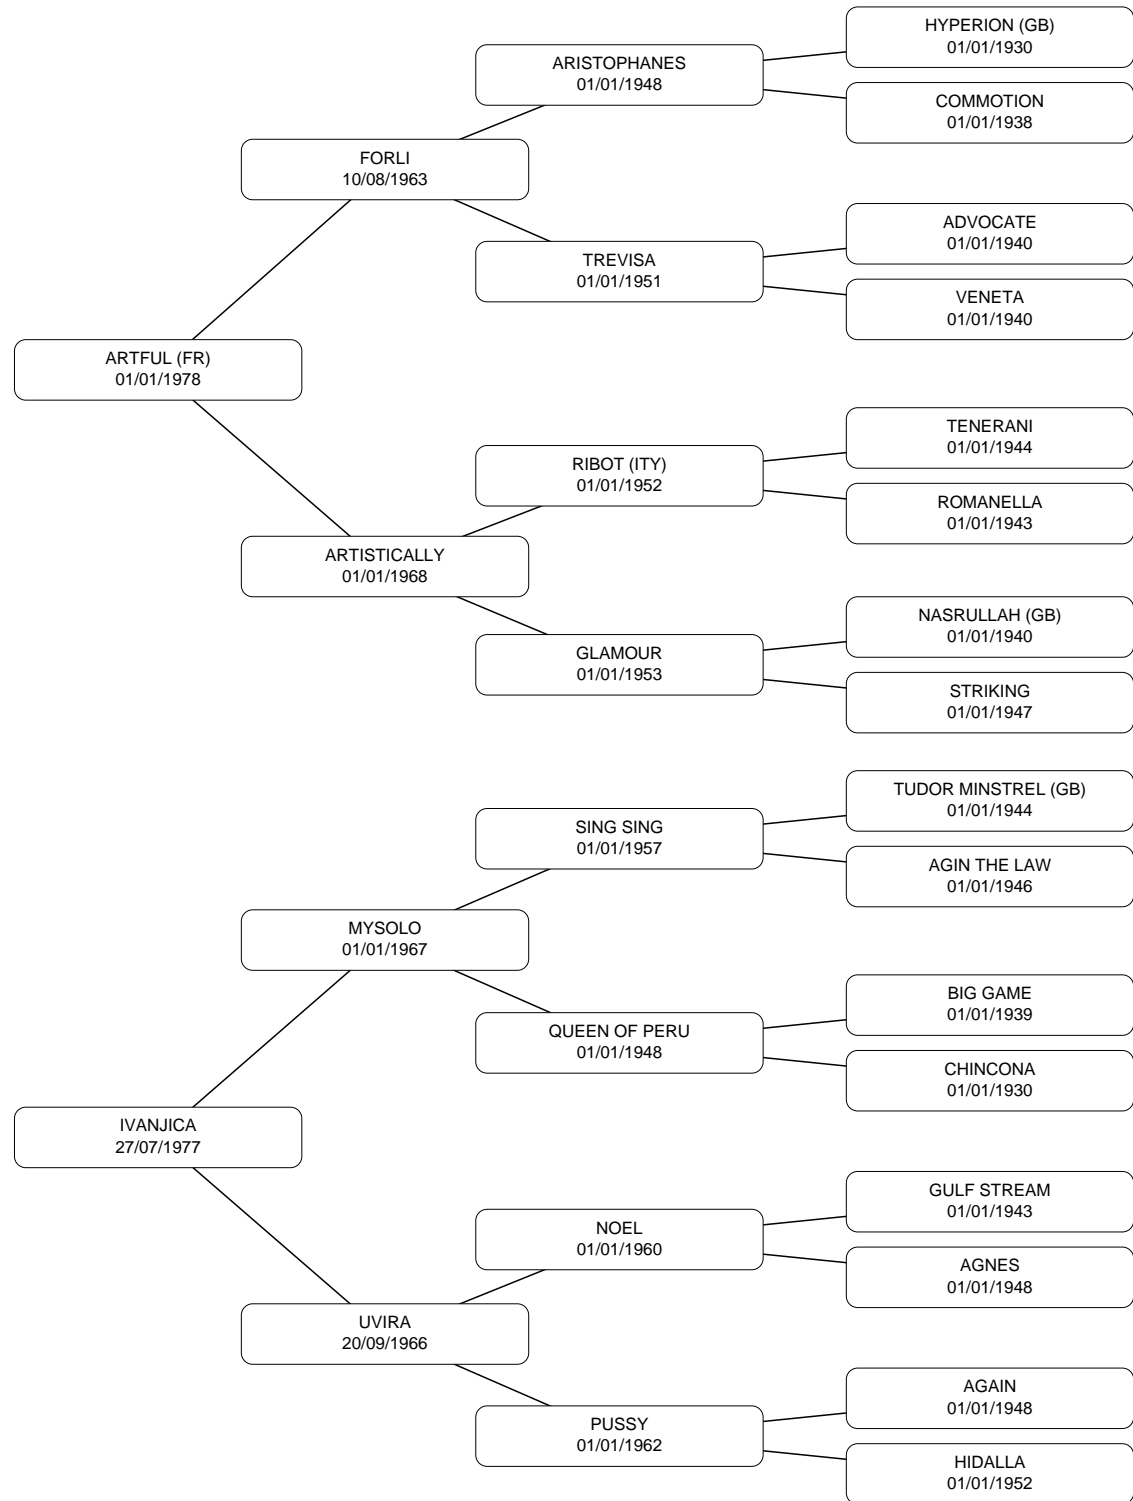 HYPERION (GB)
01/01/1930
ARISTOPHANES
01/01/1948
COMMOTION
01/01/1938
FORLI
10/08/1963
ADVOCATE
01/01/1940
TREVISA
01/01/1951
VENETA
01/01/1940
ARTFUL (FR)
01/01/1978
TENERANI
01/01/1944
RIBOT (ITY)
01/01/1952
ROMANELLA
01/01/1943
ARTISTICALLY
01/01/1968
NASRULLAH (GB)
01/01/1940
GLAMOUR
01/01/1953
STRIKING
01/01/1947
TUDOR MINSTREL (GB)
01/01/1944
SING SING
01/01/1957
AGIN THE LAW
01/01/1946
MYSOLO
01/01/1967
BIG GAME
01/01/1939
QUEEN OF PERU
01/01/1948
CHINCONA
01/01/1930
IVANJICA
27/07/1977
GULF STREAM
01/01/1943
NOEL
01/01/1960
AGNES
01/01/1948
UVIRA
20/09/1966
AGAIN
01/01/1948
PUSSY
01/01/1962
HIDALLA
01/01/1952